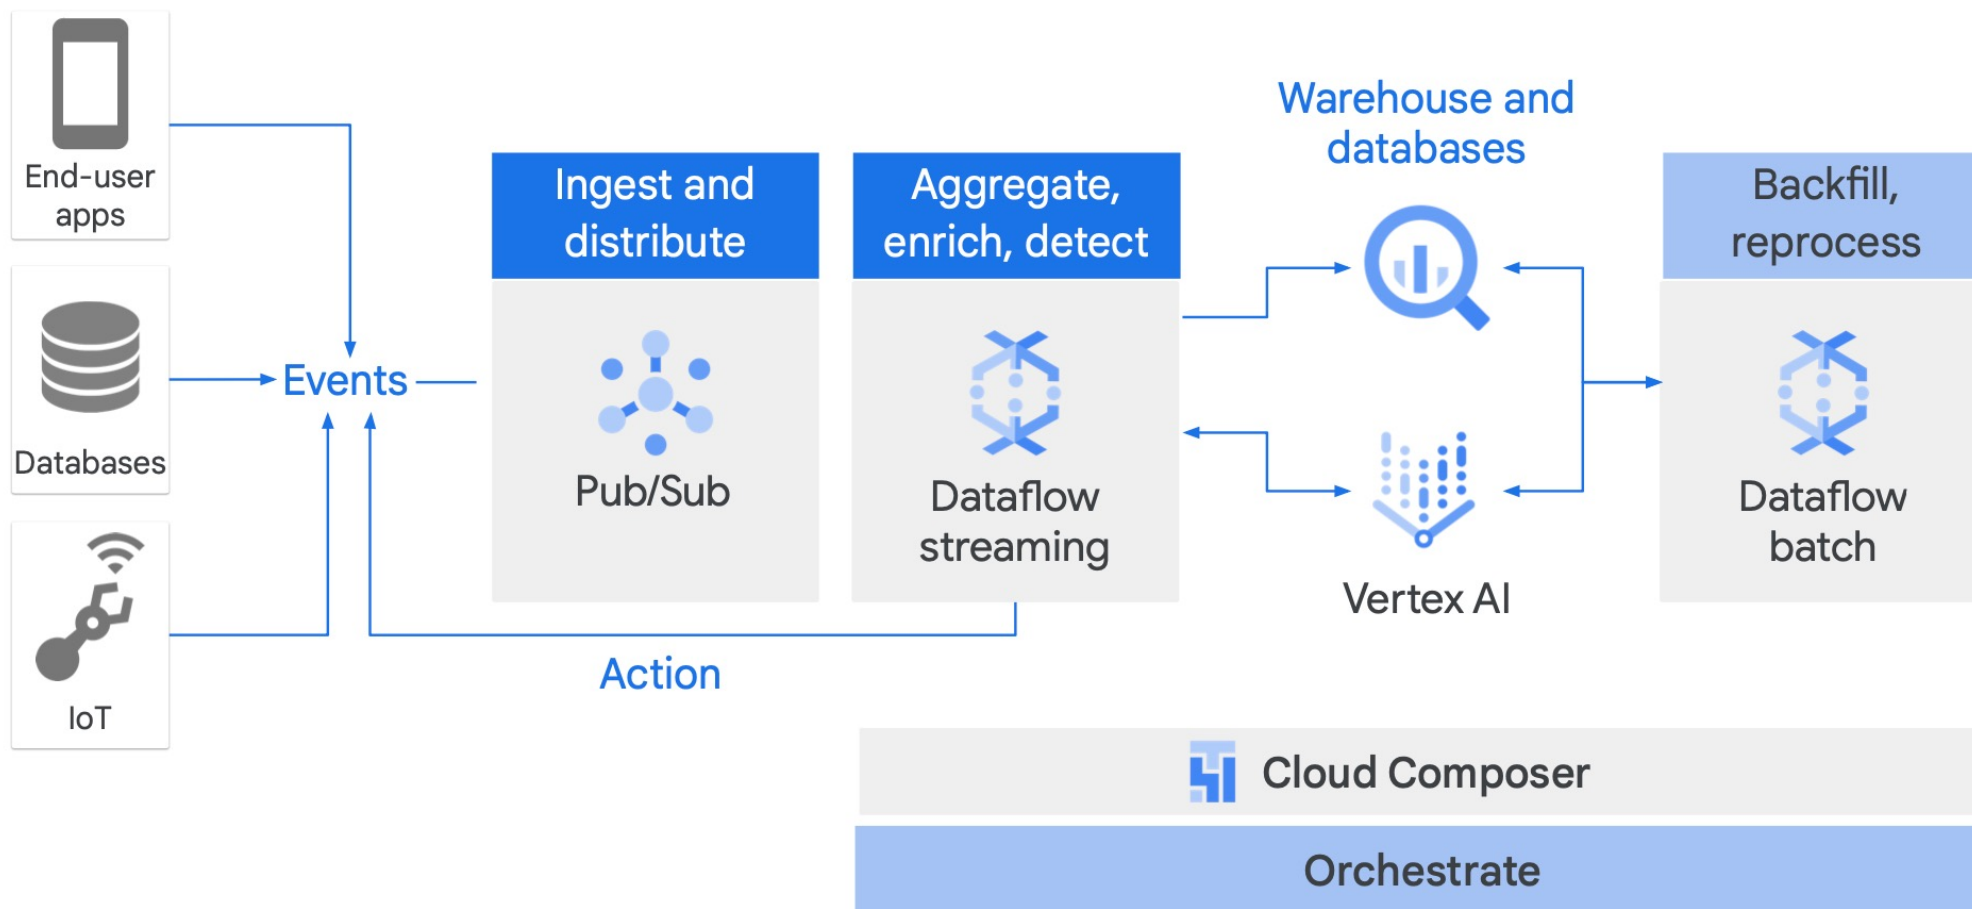 End-user
apps
Databases
IoT
Events
Ingest and
distribute
Pub/Sub
Aggregate,
enrich, detect
Dataflow
streaming
Action
Warehouse and
databases
Vertex AI
Backfill,
reprocess
Dataflow
batch
Cloud Composer
Orchestrate